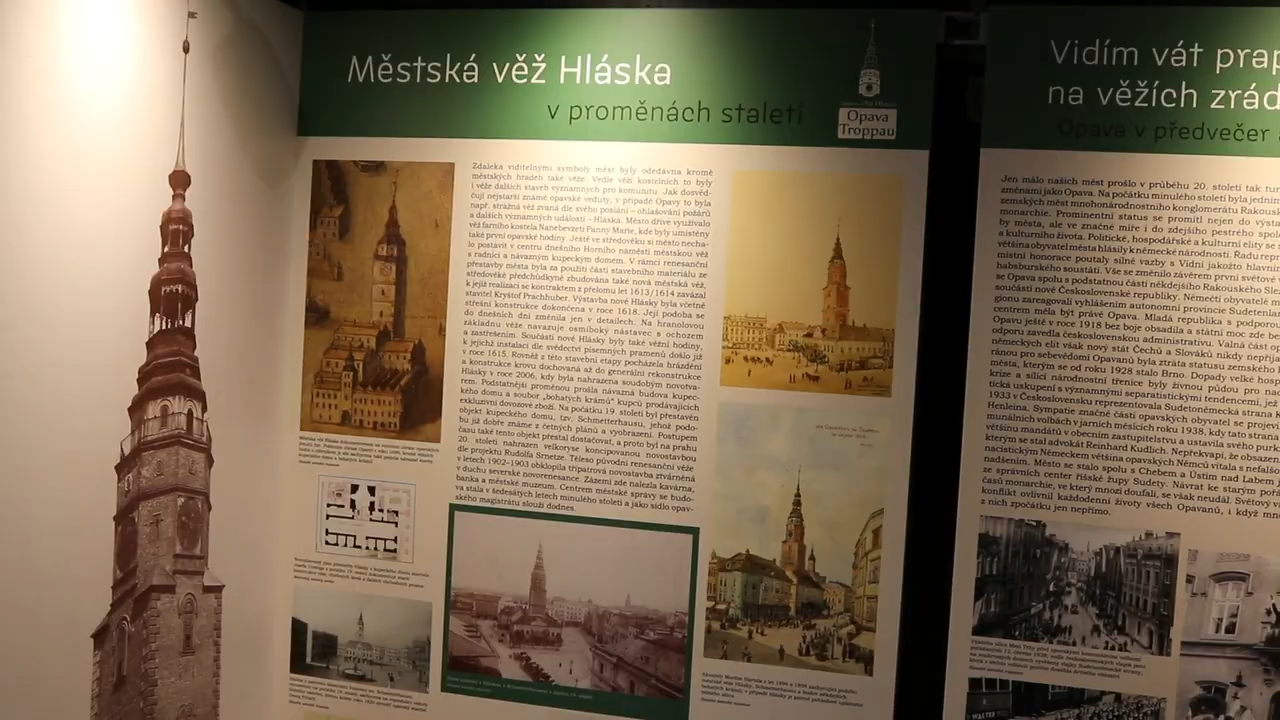 Městská věž Hláska
v proměnách staletí
Opava
Troppau
Zdaleka viditelnými symboly měst byly odedávna kromě
městských hradeb také věže. Vedle věží kostelních to byly
i věže dalších staveb významných pro komunitu. Jak dosvěd-
čují nejstarší známé opavské veduty, v případě Opavy to byla
např. strážná věž zvaná dle svého poslání – ohlašování požárů
a dalších významných událostí – Hláska. Město dříve využívalo
věž farního kostela Nanebevzetí Panny Marie, kde byly umístěny
také první opavské hodiny. Ještě ve středověku si město necha-
lo postavit v centru dnešního Horního náměstí městskou věž
s radnicí a návazným kupeckým domem. V rámci renesanční
přestavby města byla za použití části stavebního materiálu ze
středověké předchůdkyně zbudována také nová městská věž,
k jejíž realizaci se kontraktem z přelomu let 1613/1614 zavázal
stavitel Kryštof Prachhuber. Výstavba nové Hlásky byla včetně
střešní konstrukce dokončena v roce 1618. Její podoba se
do dnešních dní změnila jen v detailech. Na hranolovou
základnu věže navazuje osmiboký nástavec s ochozem
a zastřešením. Součástí nové Hlásky byly také věžní hodiny,
k jejichž instalaci dle svědectví písemných pramenů došlo již
v roce 1615. Rovněž z této stavební etapy pocházela hrázdění
a konstrukce krovu dochovaná až do generální rekonstrukce
Hlásky v roce 2006, kdy byla nahrazena soudobým novotva-
rem. Podstatnější proměnou prošla návazná budova kupec-
kého domu a soubor „bohatých krámů“ kupců prodávajících
exkluzivní dovozové zboží. Na počátku 19. století byl přestavěn
objekt kupeckého domu, tzv. Schmetterhausu, jehož podo-
bu již dobře známe z četných plánů a vyobrazení. Postupem
času také tento objekt přestal dostačovat, a proto byl na prahu
20. století nahrazen velkoryse koncipovanou novostavbou
dle projektu Rudolfa Srnetze. Těleso původní renesanční věže
v letech 1902–1903 obklopila třípatrová novostavba ztvárněná
v duchu severské novorenesance. Zázemí zde nalezla kavárna,
banka a městské muzeum. Centrem městské správy se budo-
va stala v šedesátých letech minulého století a jako sídlo opav-
ského magistrátu slouží dodnes.
Vidím vát prap
na věžích zrád
Opava v předvečer
Jen málo našich měst prošlo v průběhu 20. století tak tur
změnami jako Opava. Na počátku minulého století byla jedním
zemských měst mnohonárodnostního konglomerátu Rakous
monarchie. Prominentní status se promítl nejen do výsta
by města, ale ve značné míře i do zdejšího pestrého spole
a kulturního života. Politické, hospodářské a kulturní elity se
většina obyvatel města hlásily k německé národnosti. Řadu repr
místní honorace poutaly silné vazby s Vídní jakožto hlavní
habsburského soustátí. Vše se změnilo závěrem první světové
se Opava spolu s podstatnou částí někdejšího Rakouského Sle
součástí nové Československé republiky. Němečtí obyvatelé
gionu zareagovali vyhlášením autonomní provincie Sudetenla
centrem měla být právě Opava. Mladá republika s podporo
Opavu ještě v roce 1918 bez boje obsadila a státní moc zde be
odporu zavedla československou administrativu. Valná část op
německých elit však nový stát Čechů a Slováků nikdy nepřija
ránou pro sebevědomí Opavanů byla ztráta statusu zemského
města, kterým se od roku 1928 stalo Brno. Dopady velké hosp
krize a sílící národnostní třenice byly živnou půdou pro na
tická uskupení s významnými separatistickými tendencemi, jež
1933 v Československu reprezentovala Sudetoněmecká strana
Henleina. Sympatie značné části opavských obyvatel se projevi
munálních volbách v jarních měsících roku 1938, kdy tato strana
většinu mandátů v obecním zastupitelstvu a ustavila svého purk
kterým se stal advokát Reinhard Kudlich. Nepřekvapí, že obsazen
nacistickým Německem většina opavských Němců vítala s nefalšo
nadšením. Město se stalo spolu s Chebem a Ústím nad Labem
ze správních center říšské župy Sudety. Návrat ke starým pořá
časů monarchie, ve který mnozí doufali, se však neudál. Světový
konflikt ovlivnil každodenní životy všech Opavanů, i když mn
z nich zpočátku jen nepřímo.